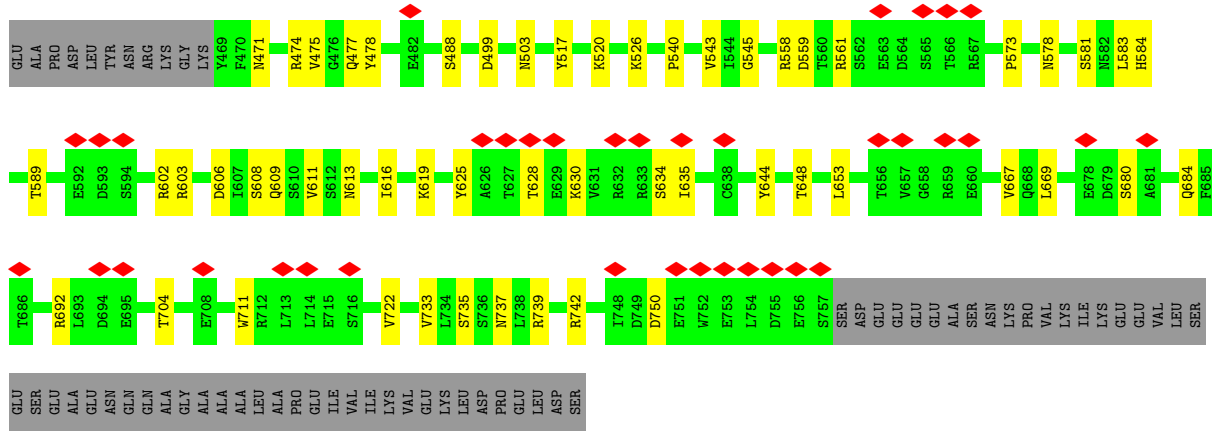 GLU ALA PRO ASP LEU TYR ASN ARG LYS GLY LYS Y469 F470 N471 R474 V475 G476 Q477 Y478 E482 S488 D499 N503 Y517 K520 K526 P540 V543 I544 G545 R558 D559 T560 R561 S562 E563 D564 S565 T566 R567 P573 N578 S581 N582 L583 H584
T589 E592 D593 S594 R602 R603 D606 I607 S608 Q609 S610 V611 S612 N613 I616 K619 Y625 A626 T627 T628 E629 K630 V631 R632 R633 S634 I635 C638 Y644 T648 L653 T656 V657 G658 R659 E660 V667 Q668 L669 E678 D679 S680 A681 Q684 F685
T686 R692 L693 D694 E695 T704 E708 W711 R712 L713 L714 E715 S716 V722 V733 L734 S735 S736 N737 L738 R739 R742 I748 D749 D750 E751 W752 E753 L754 D755 E756 S757 SER ASP GLU GLU GLU GLU ALA SER ASN LYS PRO VAL LYS ILE LYS GLU GLU VAL LEU SER
GLU SER GLU ALA GLU ASN GLN GLN ALA GLY ALA ALA ALA LEU ALA PRO GLU ILE VAL ILE LYS VAL GLU LYS LEU ASP PRO GLU LEU ASP SER